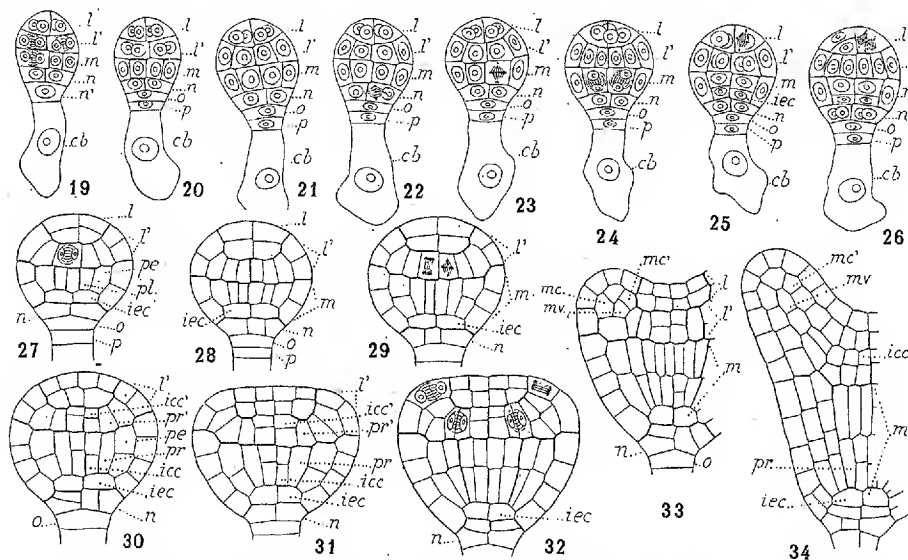 l l l l l l l l
l' l' l' l' l' l' l' l'
m m m m m m m m
n n n n n iec iec n
n' o o o o n n o
p p p p o o p
cb cb cb cb cb p p cb
cb cb
19 20 21 22 23 24 25 26
l l' l' l'
pe pl iec m iec m iec
n o p n o p n
27 28 29
mc' mc mv l l' m n o
33
mc' mv icc m pr iec
34
l' icc' pr' pe pr icc iec n o
30
l' icc' pr' pr icc iec n
31
n iec
32